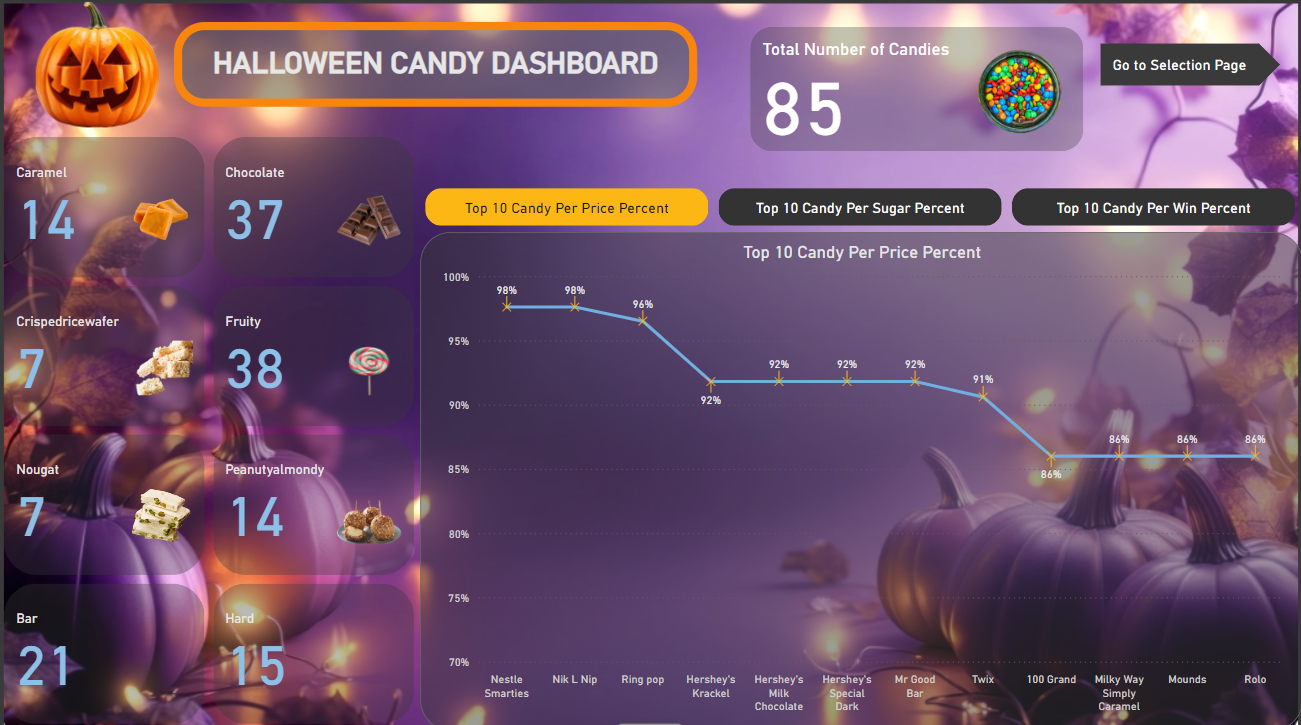 HALLOWEEN CANDY DASHBOARD
Total Number of Candies
85
Go to Selection Page
Caramel
14
Chocolate
37
Crispedricewafer
7
Fruity
38
Nougat
7
Peanutyalmondy
14
Bar
21
Hard
15
Top 10 Candy Per Price Percent
Top 10 Candy Per Sugar Percent
Top 10 Candy Per Win Percent
Top 10 Candy Per Price Percent
100%
95%
90%
85%
80%
75%
70%
98%
98%
96%
92%
92%
92%
92%
91%
86%
86%
86%
86%
Nestle
Smarties
Nik L Nip
Ring pop
Hershey's
Krackel
Hershey's
Milk
Chocolate
Hershey's
Special
Dark
Mr Good
Bar
Twix
100 Grand
Milky Way
Simply
Caramel
Mounds
Rolo